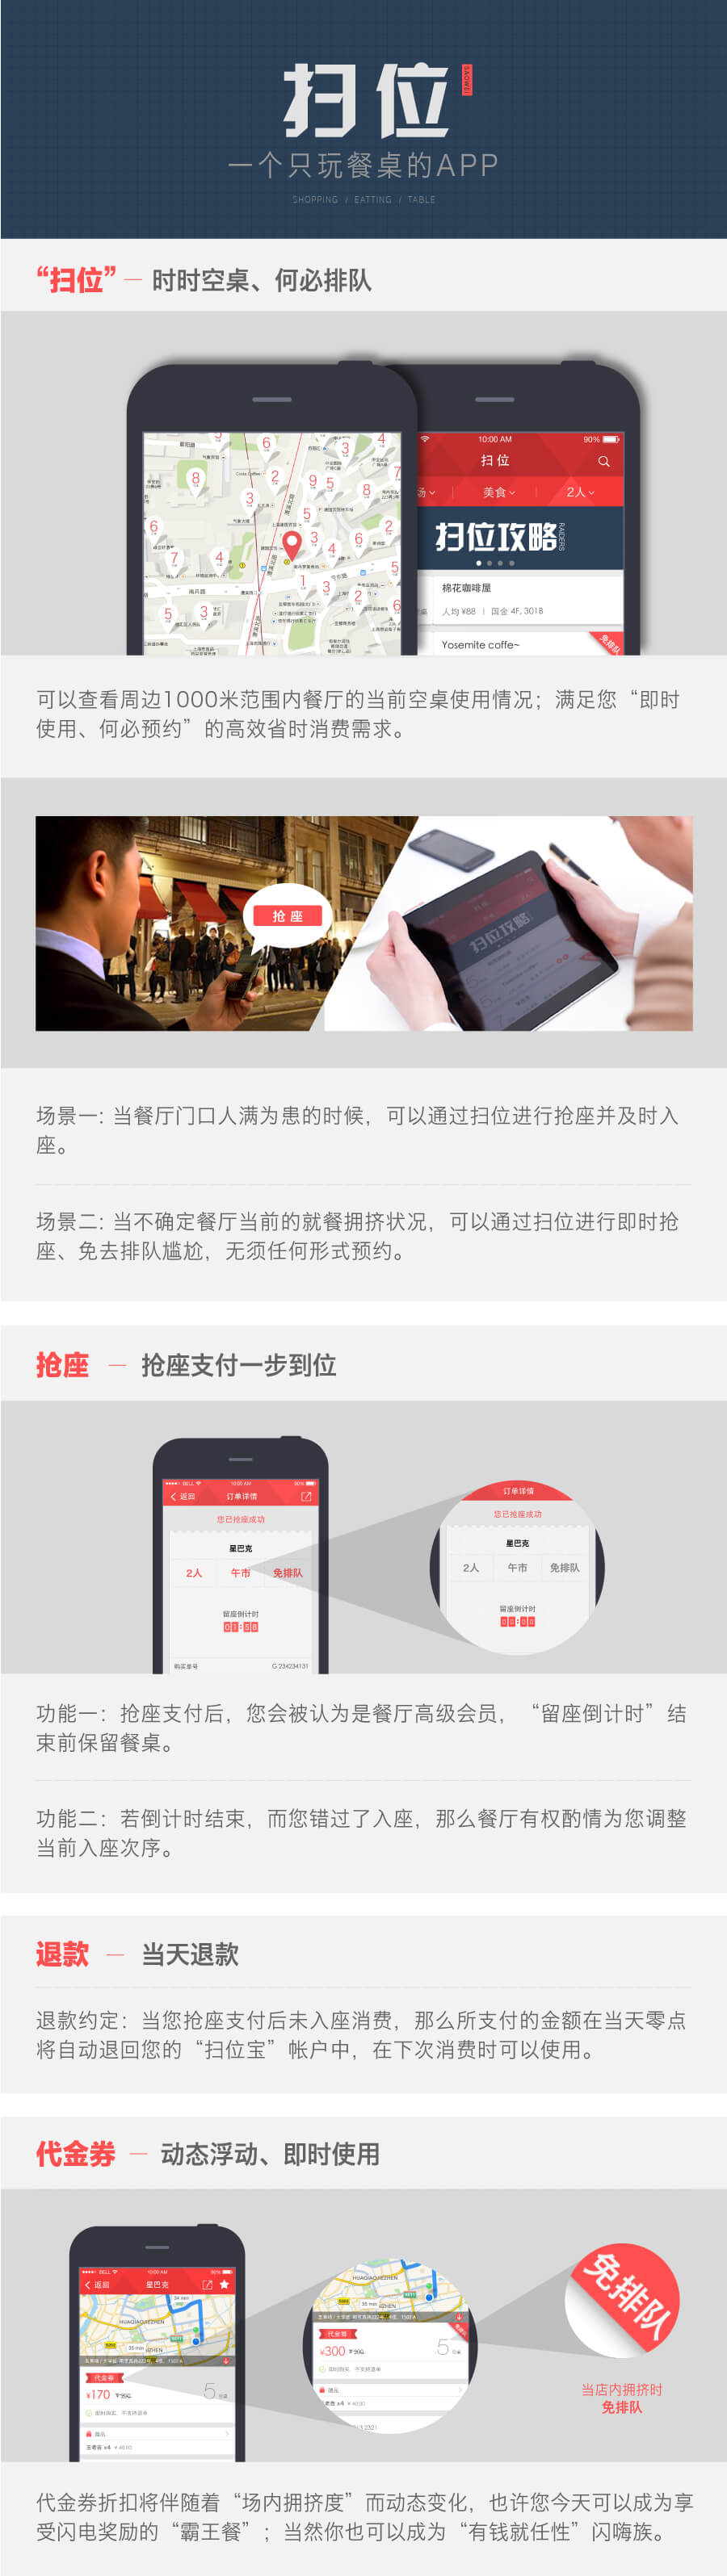 扫位
SAOWEI
一个只玩餐桌的APP
SHOPPING / EATTING / TABLE
“扫位” — 时时空桌、何必排队
10:00 AM 90%
扫位
美食 2人
扫位攻略 RAIDERS
棉花咖啡屋
人均 ¥88 | 国金 4F, 301B
Yosemite coffe~
免排队
可以查看周边1000米范围内餐厅的当前空桌使用情况；满足您“即时
使用、何必预约”的高效省时消费需求。
抢座
扫位攻略
场景一: 当餐厅门口人满为患的时候，可以通过扫位进行抢座并及时入
座。
场景二: 当不确定餐厅当前的就餐拥挤状况，可以通过扫位进行即时抢
座、免去排队尴尬，无须任何形式预约。
抢座 — 抢座支付一步到位
返回 订单详情
您已抢座成功
星巴克
2人 午市 免排队
留座倒计时
01:58
购买单号 G 234234131
订单详情
您已抢座成功
星巴克
2人 午市 免排队
留座倒计时
00:00
功能一：抢座支付后，您会被认为是餐厅高级会员，“留座倒计时”结
束前保留餐桌。
功能二：若倒计时结束，而您错过了入座，那么餐厅有权酌情为您调整
当前入座次序。
退款 — 当天退款
退款约定：当您抢座支付后未入座消费，那么所支付的金额在当天零点
将自动退回您的“扫位宝”帐户中，在下次消费时可以使用。
代金券 — 动态浮动、即时使用
返回 星巴克
HUAQIAOJIEZHEN
35 min
代金券
¥170
5
HUAQIAOJIEZHEN
35 min
代金券
¥300
5
免排队
当店内拥挤时
免排队
代金券折扣将伴随着“场内拥挤度”而动态变化，也许您今天可以成为享
受闪电奖励的“霸王餐”；当然你也可以成为“有钱就任性”闪嗨族。